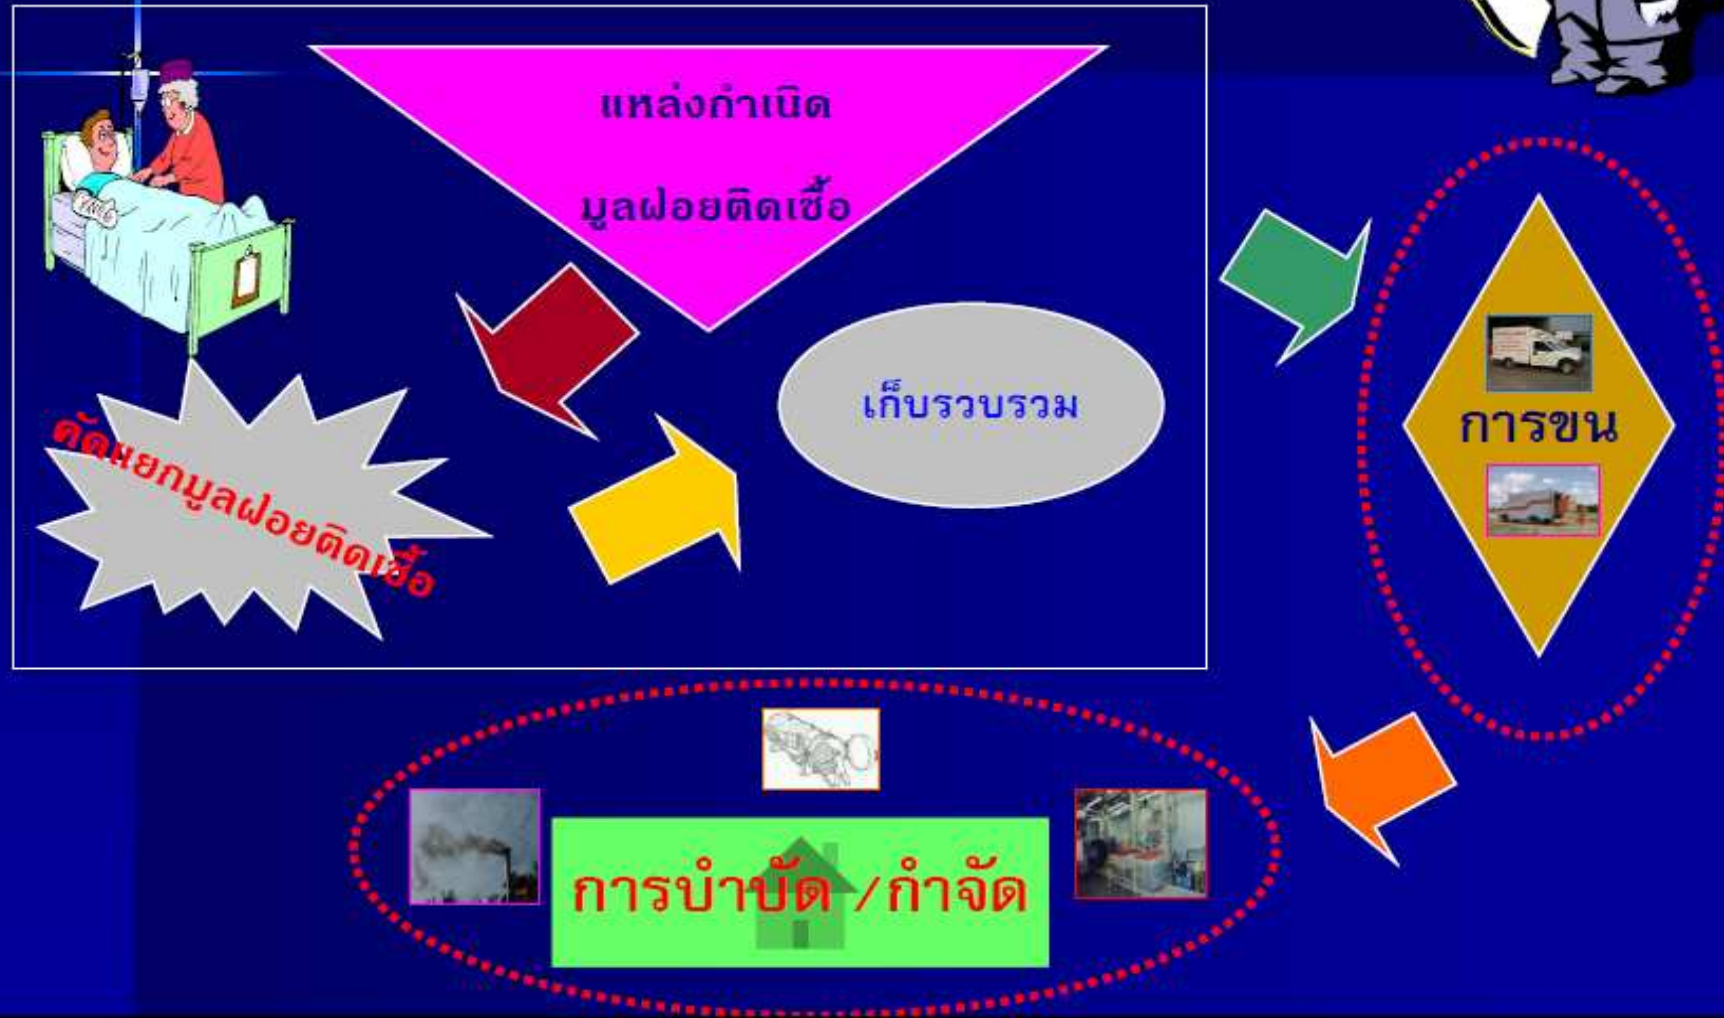 แหล่งกำเนิด
มูลฝอยติดเชื้อ
คัดแยกมูลฝอยติดเชื้อ
เก็บรวบรวม
การขน
การบำบัด /กำจัด